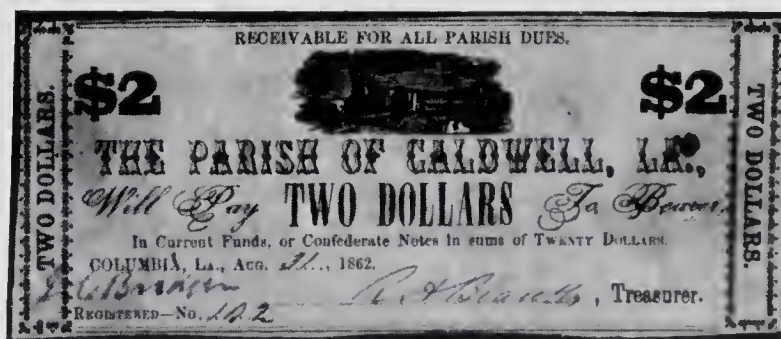 RECEIVABLE FOR ALL PARISH DUES.
$2 $2
TWO DOLLARS.
TWO DOLLARS.
THE PARISH OF CALDWELL, LA.,
Will Pay TWO DOLLARS To Bearer,
In Current Funds, or Confederate Notes in sums of TWENTY DOLLARS.
COLUMBIA, LA., AUG. 21., 1862.
, Treasurer.
REGISTERED—No.